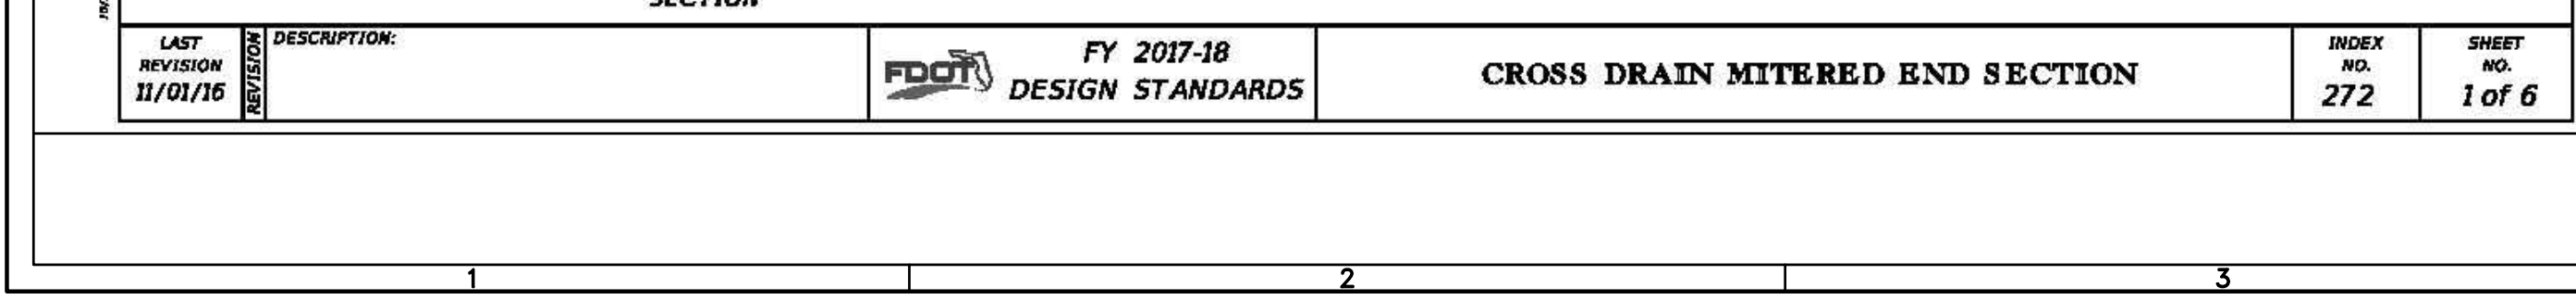 SECTION
LAST
REVISION
11/01/16
REVISION
DESCRIPTION:
FDOT
FY 2017-18
DESIGN STANDARDS
CROSS DRAIN MITERED END SECTION
INDEX
NO.
272
SHEET
NO.
1 of 6
1
2
3